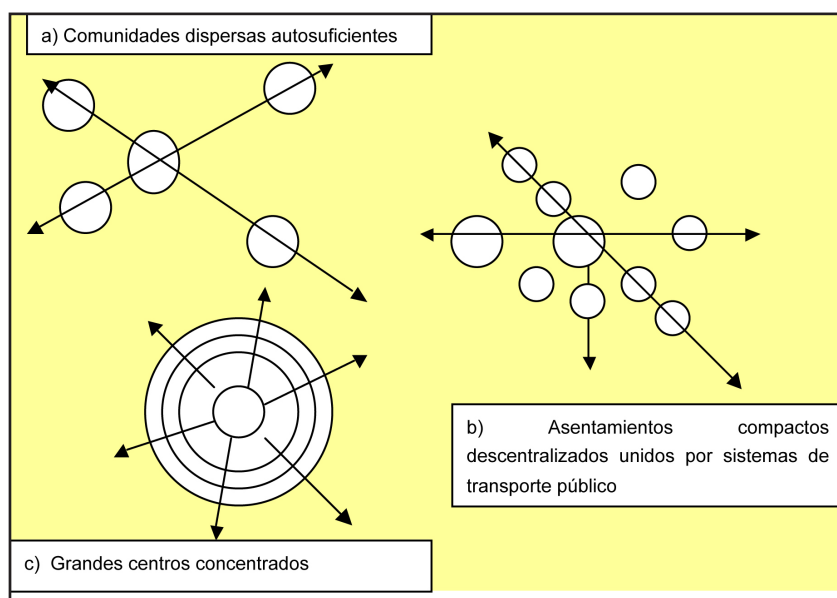 a) Comunidades dispersas autosuficientes
b) Asentamientos compactos
descentralizados unidos por sistemas de
transporte público
c) Grandes centros concentrados